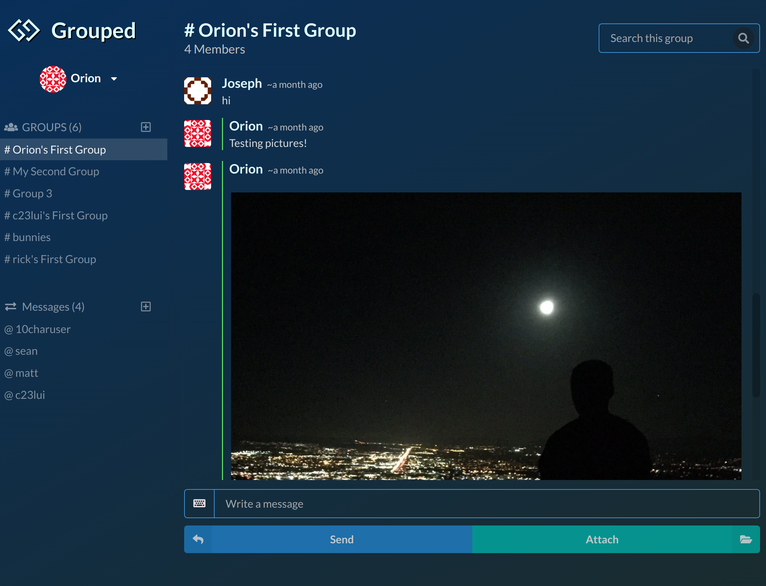 Grouped
Orion
GROUPS (6)
# Orion's First Group
# My Second Group
# Group 3
# c23lui's First Group
# bunnies
# rick's First Group
Messages (4)
@ 10charuser
@ sean
@ matt
@ c23lui
# Orion's First Group
4 Members
Search this group
Joseph ~a month ago
hi
Orion ~a month ago
Testing pictures!
Orion ~a month ago
Write a message
Send
Attach